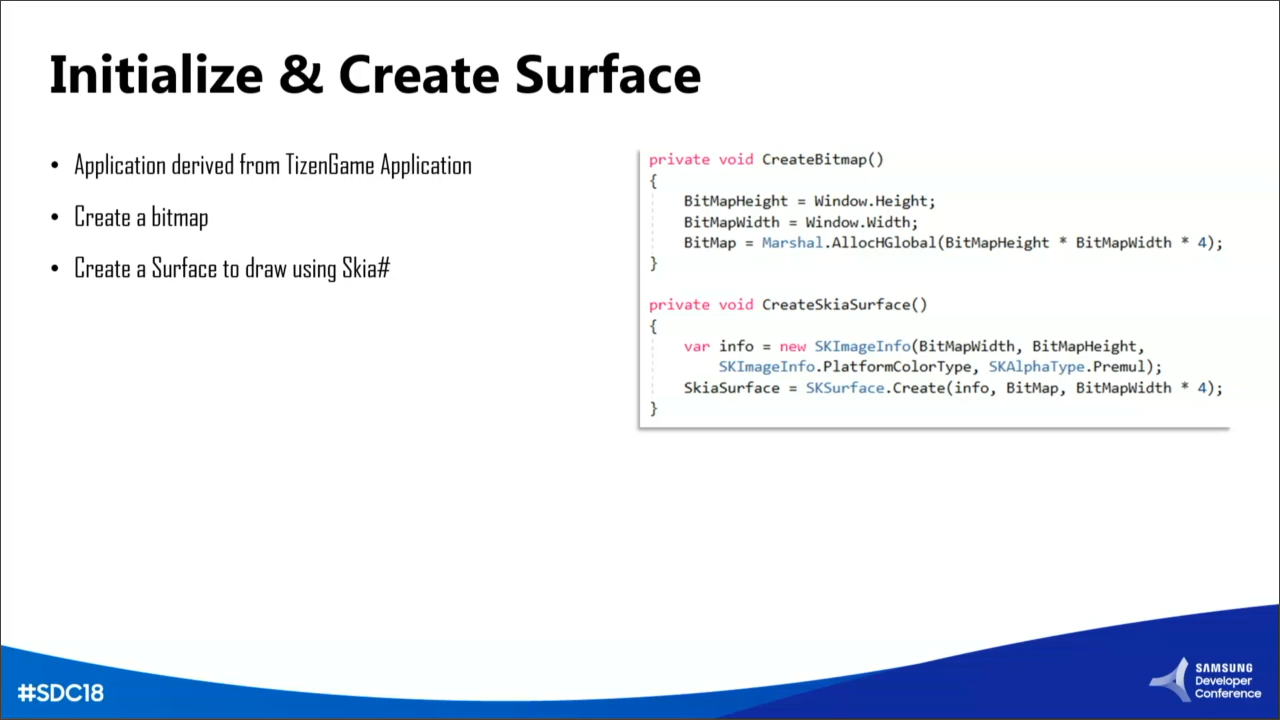 Initialize & Create Surface
• Application derived from TizenGame Application
• Create a bitmap
• Create a Surface to draw using Skia#
private void CreateBitmap()
{
BitMapHeight = Window.Height;
BitMapWidth = Window.Width;
BitMap = Marshal.AllocHGlobal(BitMapHeight * BitMapWidth * 4);
}
private void CreateSkiaSurface()
{
var info = new SKImageInfo(BitMapWidth, BitMapHeight,
SKImageInfo.PlatformColorType, SKAlphaType.Premul);
SkiaSurface = SKSurface.Create(info, BitMap, BitMapWidth * 4);
}
#SDC18
SAMSUNG
Developer
Conference